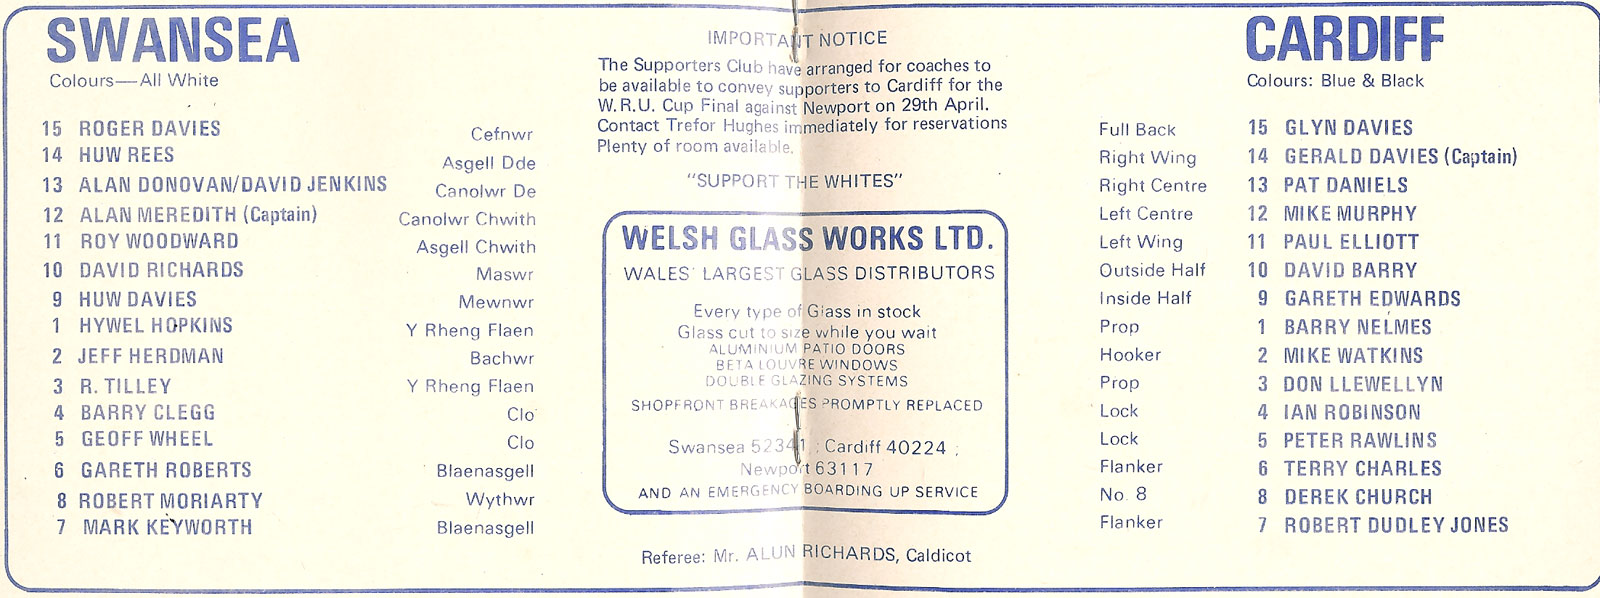 SWANSEA
Colours—All White
15 ROGER DAVIES Cefnwr
14 HUW REES Asgell Dde
13 ALAN DONOVAN/DAVID JENKINS Canolwr De
12 ALAN MEREDITH (Captain) Canolwr Chwith
11 ROY WOODWARD Asgell Chwith
10 DAVID RICHARDS Maswr
9 HUW DAVIES Mewnwr
1 HYWEL HOPKINS Y Rheng Flaen
2 JEFF HERDMAN Bachwr
3 R. TILLEY Y Rheng Flaen
4 BARRY CLEGG Clo
5 GEOFF WHEEL Clo
6 GARETH ROBERTS Blaenasgell
8 ROBERT MORIARTY Wythwr
7 MARK KEYWORTH Blaenasgell
IMPORTANT NOTICE
The Supporters Club have arranged for coaches to
be available to convey supporters to Cardiff for the
W.R.U. Cup Final against Newport on 29th April.
Contact Trefor Hughes immediately for reservations
Plenty of room available.
"SUPPORT THE WHITES"
WELSH GLASS WORKS LTD.
WALES' LARGEST GLASS DISTRIBUTORS
Every type of Glass in stock
Glass cut to size while you wait
ALUMINIUM PATIO DOORS
BETA LOUVRE WINDOWS
DOUBLE GLAZING SYSTEMS
SHOPFRONT BREAKAGES PROMPTLY REPLACED
Swansea 52341 ; Cardiff 40224 ;
Newport 63117
AND AN EMERGENCY BOARDING UP SERVICE
Referee: Mr. ALUN RICHARDS, Caldicot
CARDIFF
Colours: Blue & Black
Full Back 15 GLYN DAVIES
Right Wing 14 GERALD DAVIES (Captain)
Right Centre 13 PAT DANIELS
Left Centre 12 MIKE MURPHY
Left Wing 11 PAUL ELLIOTT
Outside Half 10 DAVID BARRY
Inside Half 9 GARETH EDWARDS
Prop 1 BARRY NELMES
Hooker 2 MIKE WATKINS
Prop 3 DON LLEWELLYN
Lock 4 IAN ROBINSON
Lock 5 PETER RAWLINS
Flanker 6 TERRY CHARLES
No. 8 8 DEREK CHURCH
Flanker 7 ROBERT DUDLEY JONES